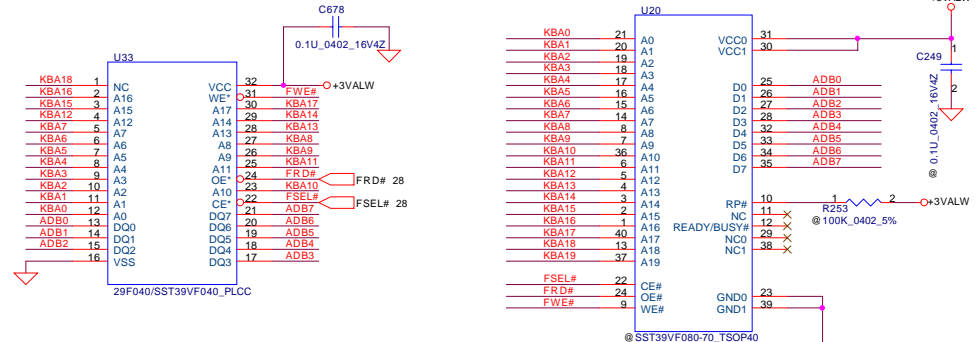 C678
0.1U_0402_16V4Z
U33
KBA18 1 NC VCC 32 +3VALW
KBA16 2 A16 WE* 31 FWE#
KBA15 3 A15 A17 30 KBA17
KBA12 4 A12 A14 29 KBA14
KBA7 5 A7 A13 28 KBA13
KBA6 6 A6 A8 27 KBA8
KBA5 7 A5 A9 26 KBA9
KBA4 8 A4 A11 25 KBA11
KBA3 9 A3 OE* 24 FRD# FRD# 28
KBA2 10 A2 A10 23 KBA10
KBA1 11 A1 CE* 22 FSEL# FSEL# 28
KBA0 12 A0 DQ7 21 ADB7
ADB0 13 DQ0 DQ6 20 ADB6
ADB1 14 DQ1 DQ5 19 ADB5
ADB2 15 DQ2 DQ4 18 ADB4
16 VSS DQ3 17 ADB3
29F040/SST39VF040_PLCC
U20
KBA0 21 A0 VCC0 31
KBA1 20 A1 VCC1 30
KBA2 19 A2
KBA3 18 A3
KBA4 17 A4 D0 25 ADB0
KBA5 16 A5 D1 26 ADB1
KBA6 15 A6 D2 27 ADB2
KBA7 14 A7 D3 28 ADB3
KBA8 8 A8 D4 32 ADB4
KBA9 7 A9 D5 33 ADB5
KBA10 36 A10 D6 34 ADB6
KBA11 6 A11 D7 35 ADB7
KBA12 5 A12
KBA13 4 A13
KBA14 3 A14 RP# 10
KBA15 2 A15 NC 11
KBA16 1 A16 READY/BUSY# 12
KBA17 40 A17 NC0 29
KBA18 13 A18 NC1 38
KBA19 37 A19
FSEL# 22 CE#
FRD# 24 OE# GND0 23
FWE# 9 WE# GND1 39
@SST39VF080-70_TSOP40
1 2 +3VALW
R253
@100K_0402_5%
1
C249
2
0.1U_0402_16V4Z
@